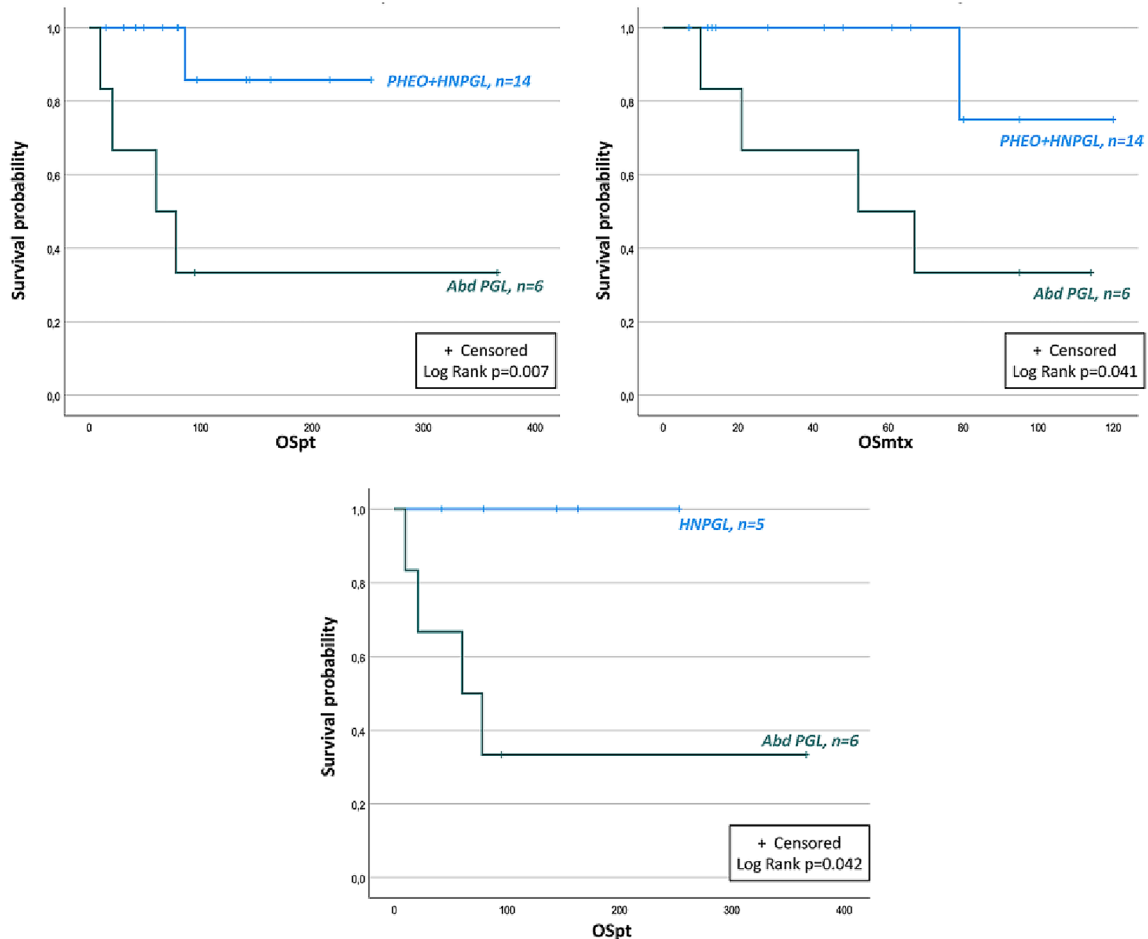 1,0
0,8
0,6
0,4
0,2
0,0
Survival probability
PHEO+HNPGL, n=14
Abd PGL, n=6
+ Censored
Log Rank p=0.007
0 100 200 300 400
OSpt
1,0
0,8
0,6
0,4
0,2
0,0
Survival probability
PHEO+HNPGL, n=14
Abd PGL, n=6
+ Censored
Log Rank p=0.041
0 20 40 60 80 100 120
OSmtx
1,0
0,8
0,6
0,4
0,2
0,0
Survival probability
HNPGL, n=5
Abd PGL, n=6
+ Censored
Log Rank p=0.042
0 100 200 300 400
OSpt